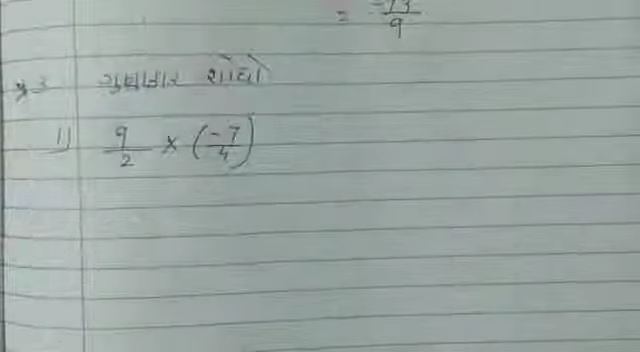 = -13/9
પ્ર 3 ગુણાકાર શોધો
1) 9/2 × (-7/4)